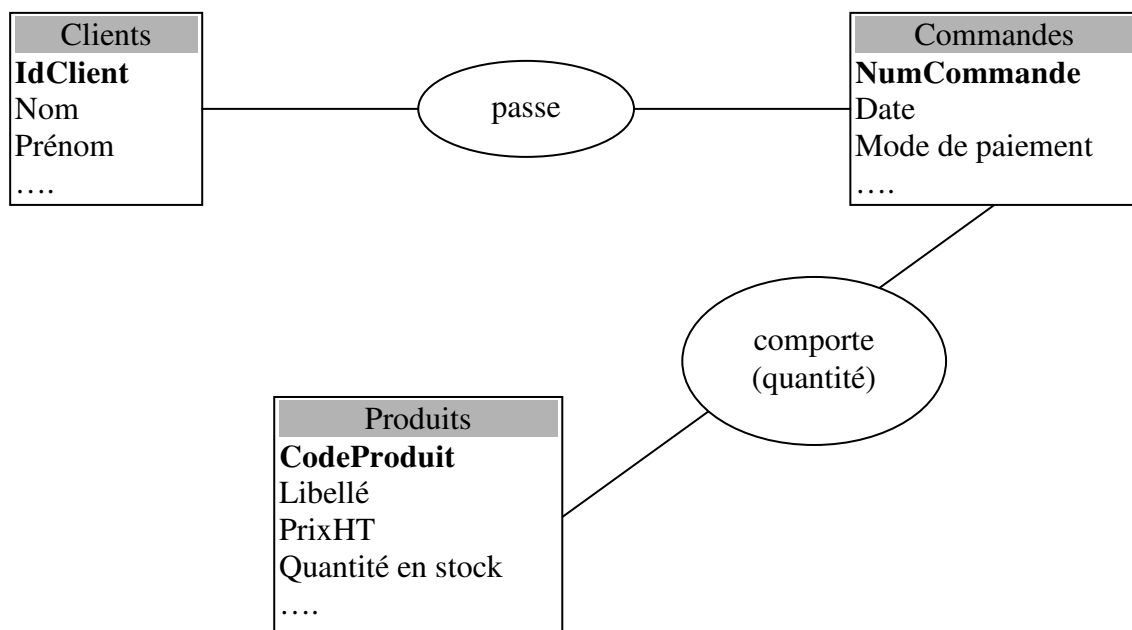 Clients
IdClient
Nom
Prénom
….
passe
Commandes
NumCommande
Date
Mode de paiement
….
comporte
(quantité)
Produits
CodeProduit
Libellé
PrixHT
Quantité en stock
….